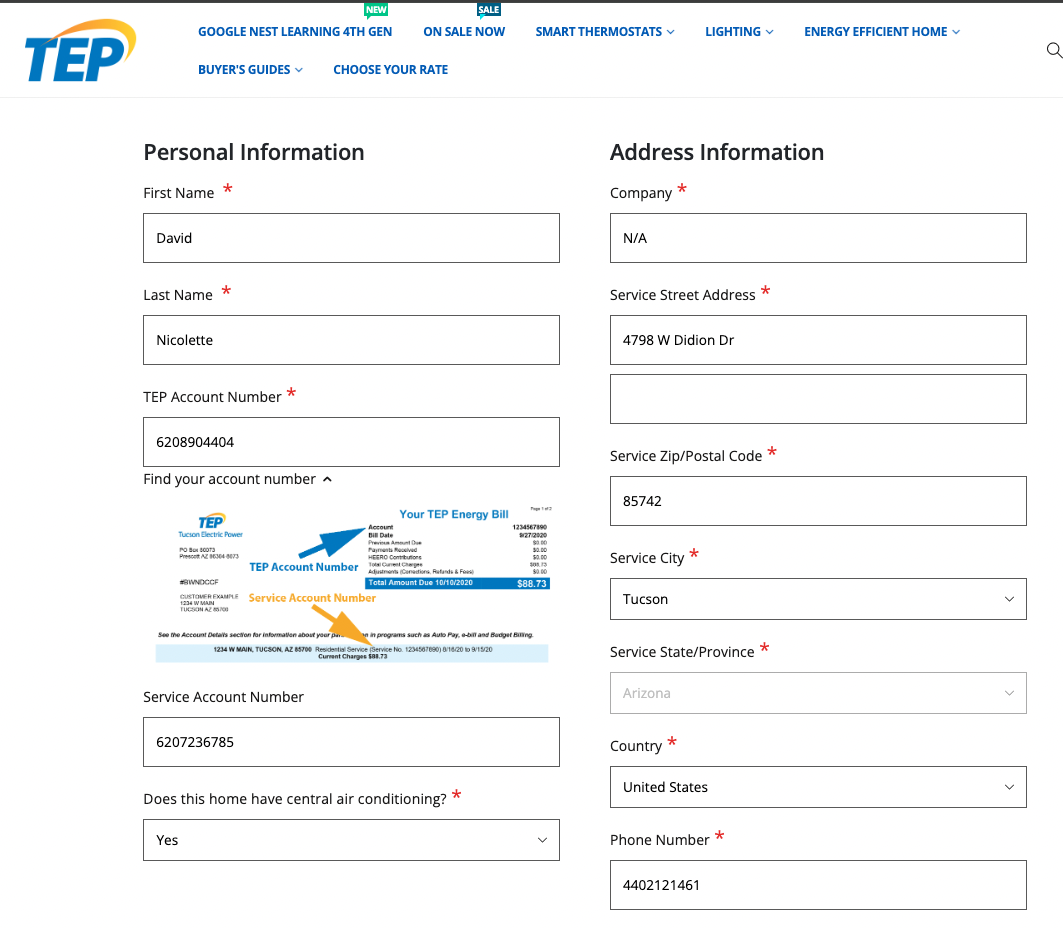 NEW
SALE
TEP
GOOGLE NEST LEARNING 4TH GEN
ON SALE NOW
SMART THERMOSTATS
LIGHTING
ENERGY EFFICIENT HOME
BUYER'S GUIDES
CHOOSE YOUR RATE
Personal Information
First Name *
David
Last Name *
Nicolette
TEP Account Number *
6208904404
Find your account number
TEP
Tucson Electric Power
PO Box 80073
Prescott AZ 86304-8073
#BWNDCCF
CUSTOMER EXAMPLE
1234 W MAIN
TUCSON AZ 85700
Page 1 of 2
Your TEP Energy Bill
Account 1234567890
Bill Date 9/27/2020
Previous Amount Due $0.00
Payments Received $0.00
HEERO Contributions $0.00
Total Current Charges $88.73
Adjustments (Corrections, Refunds & Fees) $0.00
Total Amount Due 10/10/2020 $88.73
TEP Account Number
Service Account Number
See the Account Details section for information about your in programs such as Auto Pay, e-bill and Budget Billing.
1234 W MAIN, TUCSON, AZ 85700 Residential Service (Service No. 1234567890) 8/16/20 to 9/15/20
Current Charges $88.73
Service Account Number
6207236785
Does this home have central air conditioning? *
Yes
Address Information
Company *
N/A
Service Street Address *
4798 W Didion Dr
Service Zip/Postal Code *
85742
Service City *
Tucson
Service State/Province *
Arizona
Country *
United States
Phone Number *
4402121461